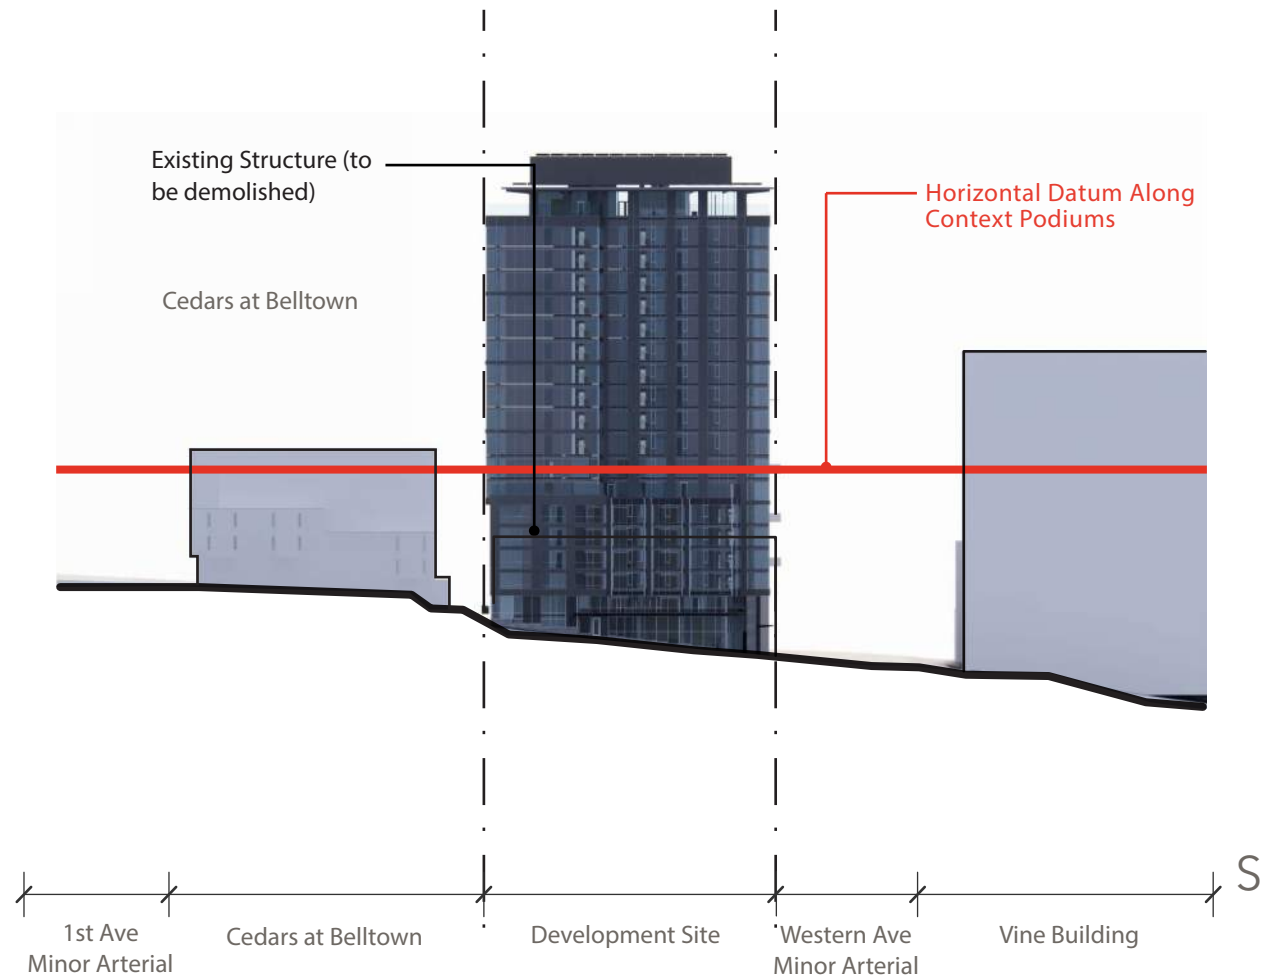 Existing Structure (to
be demolished)
Horizontal Datum Along
Context Podiums
Cedars at Belltown
S
1st Ave
Minor Arterial
Cedars at Belltown
Development Site
Western Ave
Minor Arterial
Vine Building